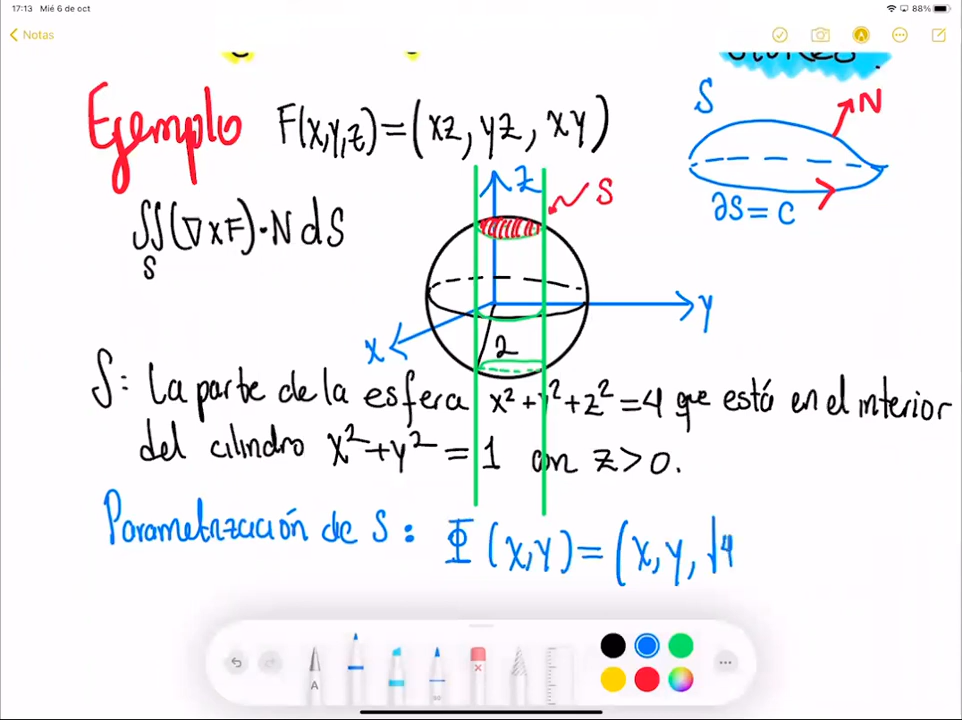 17:13 Mié 6 de oct
88%
Notas
Stokes.
Ejemplo F(x,y,z)=(xz, yz, xy)
S
N
∂S=C
∬(∇×F)·N dS
S
z
S
y
x
2
S: La parte de la esfera x²+y²+z²=4 que está en el interior
del cilindro x²+y²=1 con z>0.
Parametrización de S: Φ(x,y)=(x,y,√4
A
50